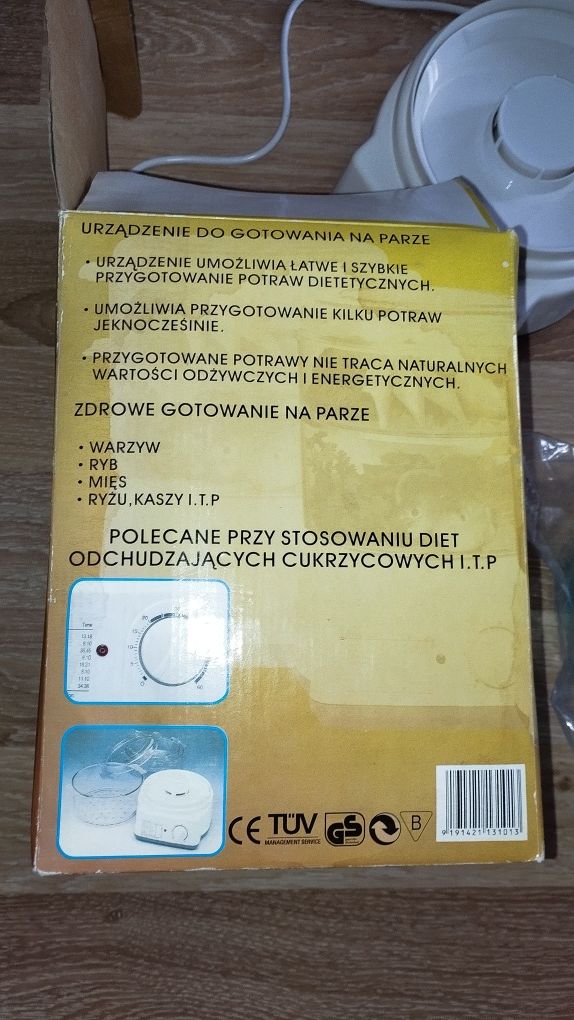 URZĄDZENIE DO GOTOWANIA NA PARZE
• URZĄDZENIE UMOŻLIWIA ŁATWE I SZYBKIE
PRZYGOTOWANIE POTRAW DIETETYCZNYCH.
• UMOŻLIWIA PRZYGOTOWANIE KILKU POTRAW
JEKNOCZEŚINIE.
• PRZYGOTOWANE POTRAWY NIE TRACA NATURALNYCH
WARTOŚCI ODŻYWCZYCH I ENERGETYCZNYCH.
ZDROWE GOTOWANIE NA PARZE
• WARZYW
• RYB
• MIĘS
• RYŻU,KASZY I.T.P
POLECANE PRZY STOSOWANIU DIET
ODCHUDZAJĄCYCH CUKRZYCOWYCH I.T.P
Time
CE TÜV GS B
MANAGEMENT SERVICE
9 191421 131013